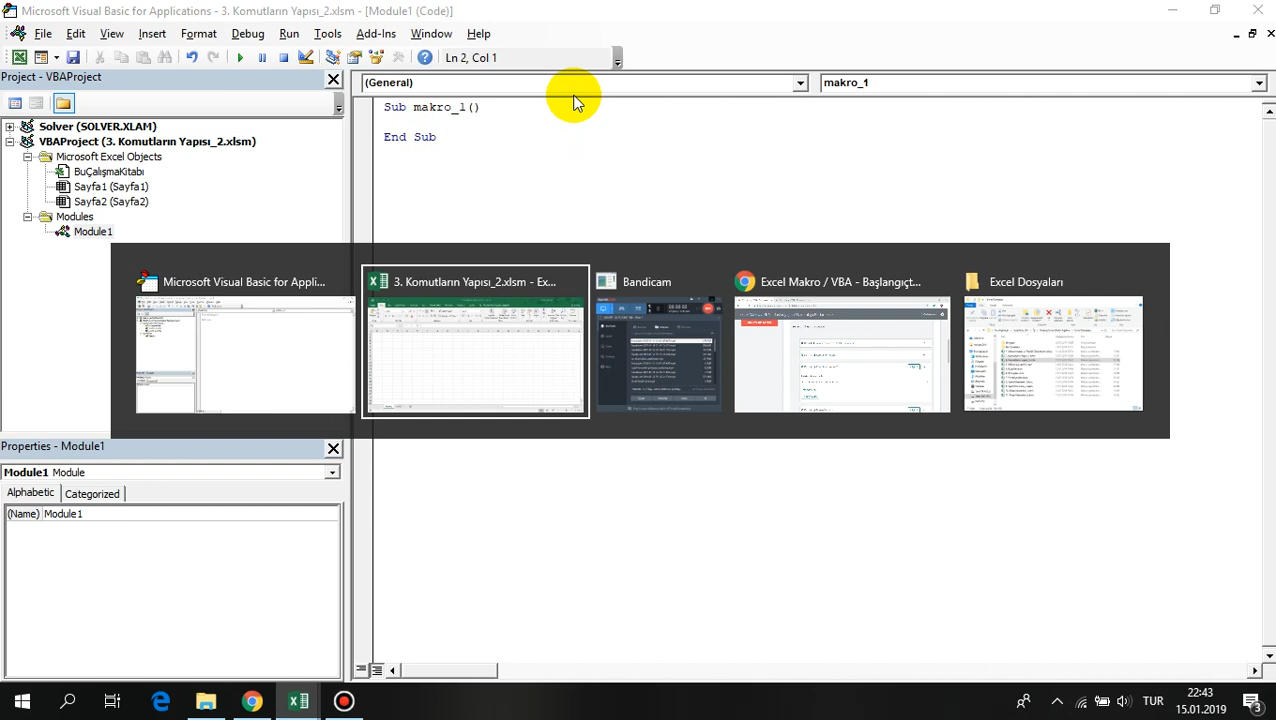 Microsoft Visual Basic for Applications - 3. Komutların Yapısı_2.xlsm - [Module1 (Code)]
File Edit View Insert Format Debug Run Tools Add-Ins Window Help
Ln 2, Col 1
Project - VBAProject
(General)
makro_1
Sub makro_1()
End Sub
Solver (SOLVER.XLAM)
VBAProject (3. Komutların Yapısı_2.xlsm)
Microsoft Excel Objects
BuÇalışmaKitabı
Sayfa1 (Sayfa1)
Sayfa2 (Sayfa2)
Modules
Module1
Microsoft Visual Basic for Appli...
3. Komutların Yapısı_2.xlsm - Ex...
Bandicam
Excel Makro / VBA - Başlangıçt...
Excel Dosyaları
Properties - Module1
Module1 Module
Alphabetic Categorized
(Name) Module1
TUR
22:43
15.01.2019
3